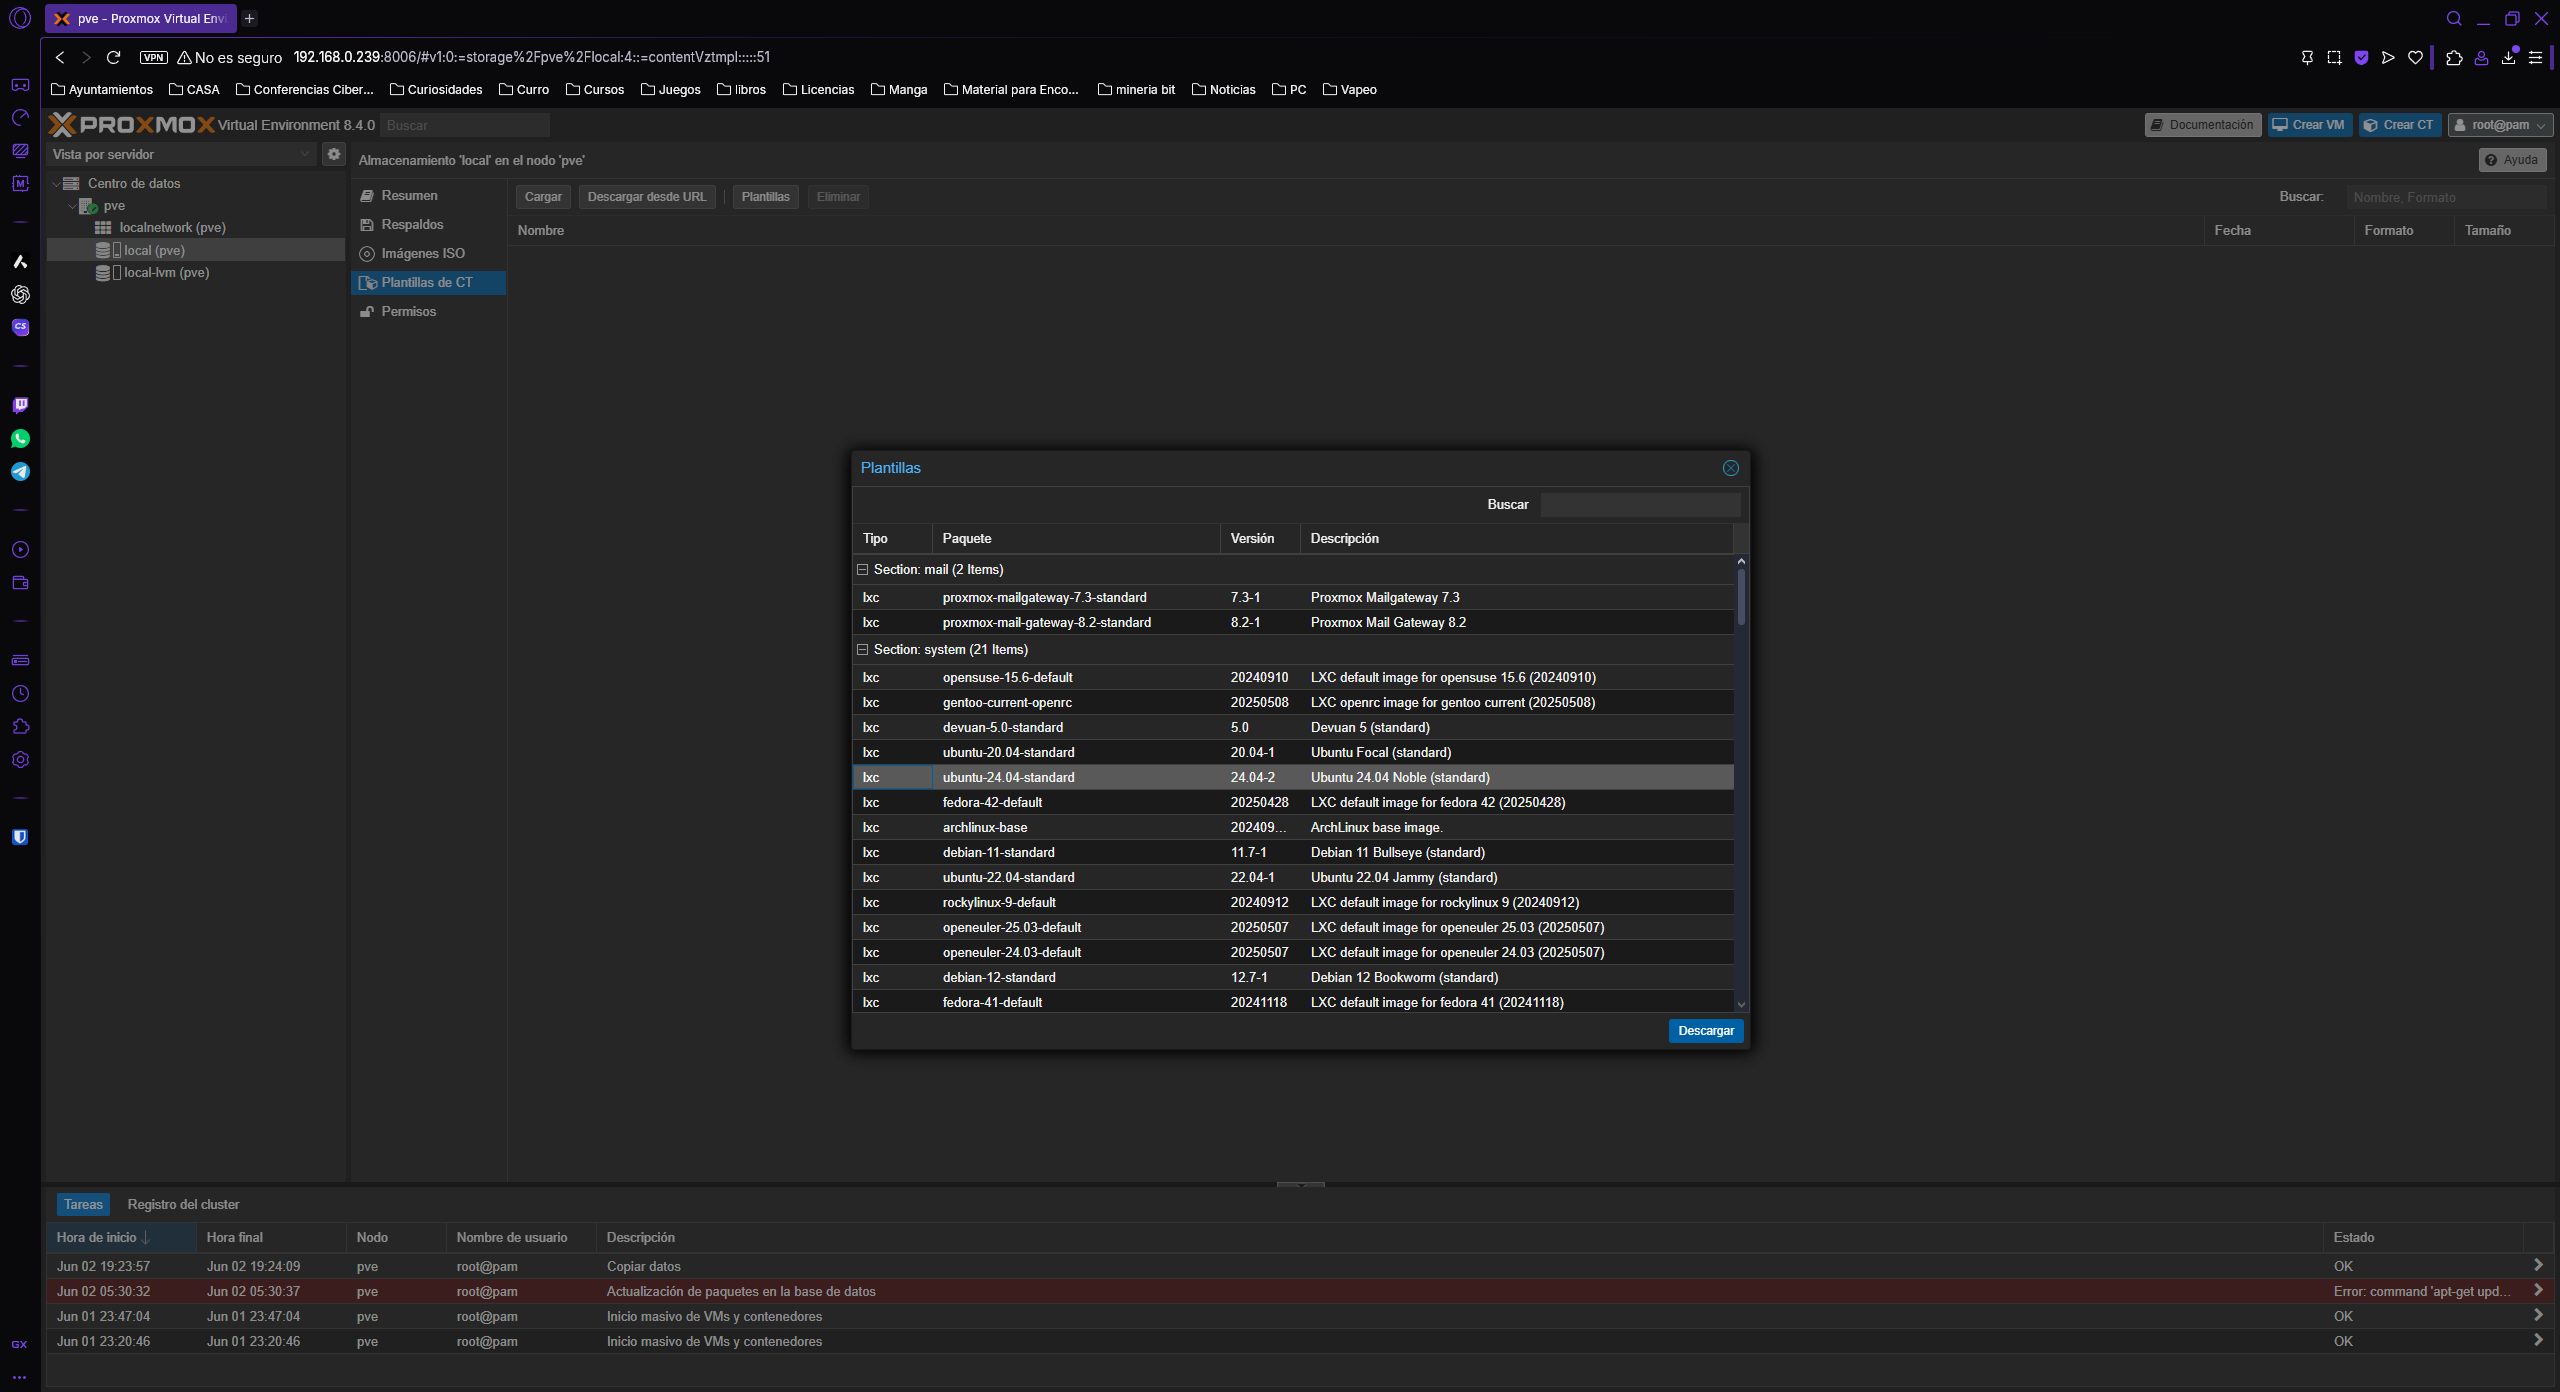 pve - Proxmox Virtual Envi
VPN No es seguro 192.168.0.239:8006/#v1:0:=storage%2Fpve%2Flocal:4::=contentVztmpl:::::51
Ayuntamientos CASA Conferencias Ciber... Curiosidades Curro Cursos Juegos libros Licencias Manga Material para Enco... mineria bit Noticias PC Vapeo
PROXMOX Virtual Environment 8.4.0 Buscar Documentación Crear VM Crear CT root@pam
Vista por servidor
Almacenamiento 'local' en el nodo 'pve' Ayuda
Centro de datos
pve
localnetwork (pve)
local (pve)
local-lvm (pve)
Resumen
Respaldos
Imágenes ISO
Plantillas de CT
Permisos
Cargar Descargar desde URL Plantillas Eliminar Buscar: Nombre, Formato
Nombre Fecha Formato Tamaño
Plantillas
Buscar
Tipo Paquete Versión Descripción
Section: mail (2 Items)
lxc proxmox-mailgateway-7.3-standard 7.3-1 Proxmox Mailgateway 7.3
lxc proxmox-mail-gateway-8.2-standard 8.2-1 Proxmox Mail Gateway 8.2
Section: system (21 Items)
lxc opensuse-15.6-default 20240910 LXC default image for opensuse 15.6 (20240910)
lxc gentoo-current-openrc 20250508 LXC openrc image for gentoo current (20250508)
lxc devuan-5.0-standard 5.0 Devuan 5 (standard)
lxc ubuntu-20.04-standard 20.04-1 Ubuntu Focal (standard)
lxc ubuntu-24.04-standard 24.04-2 Ubuntu 24.04 Noble (standard)
lxc fedora-42-default 20250428 LXC default image for fedora 42 (20250428)
lxc archlinux-base 202409... ArchLinux base image.
lxc debian-11-standard 11.7-1 Debian 11 Bullseye (standard)
lxc ubuntu-22.04-standard 22.04-1 Ubuntu 22.04 Jammy (standard)
lxc rockylinux-9-default 20240912 LXC default image for rockylinux 9 (20240912)
lxc openeuler-25.03-default 20250507 LXC default image for openeuler 25.03 (20250507)
lxc openeuler-24.03-default 20250507 LXC default image for openeuler 24.03 (20250507)
lxc debian-12-standard 12.7-1 Debian 12 Bookworm (standard)
lxc fedora-41-default 20241118 LXC default image for fedora 41 (20241118)
Descargar
Tareas Registro del cluster
Hora de inicio Hora final Nodo Nombre de usuario Descripción Estado
Jun 02 19:23:57 Jun 02 19:24:09 pve root@pam Copiar datos OK
Jun 02 05:30:32 Jun 02 05:30:37 pve root@pam Actualización de paquetes en la base de datos Error: command 'apt-get upd...
Jun 01 23:47:04 Jun 01 23:47:04 pve root@pam Inicio masivo de VMs y contenedores OK
Jun 01 23:20:46 Jun 01 23:20:46 pve root@pam Inicio masivo de VMs y contenedores OK
M
CS
GX